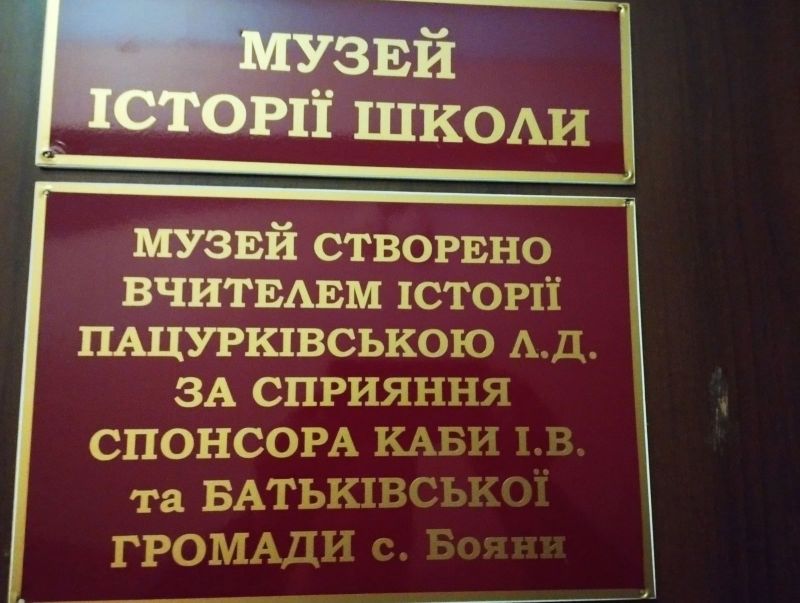 МУЗЕЙ
ІСТОРІЇ ШКОЛИ
МУЗЕЙ СТВОРЕНО
ВЧИТЕЛЕМ ІСТОРІЇ
ПАЦУРКІВСЬКОЮ Л.Д.
ЗА СПРИЯННЯ
СПОНСОРА КАБИ І.В.
та БАТЬКІВСЬКОЇ
ГРОМАДИ с. Бояни